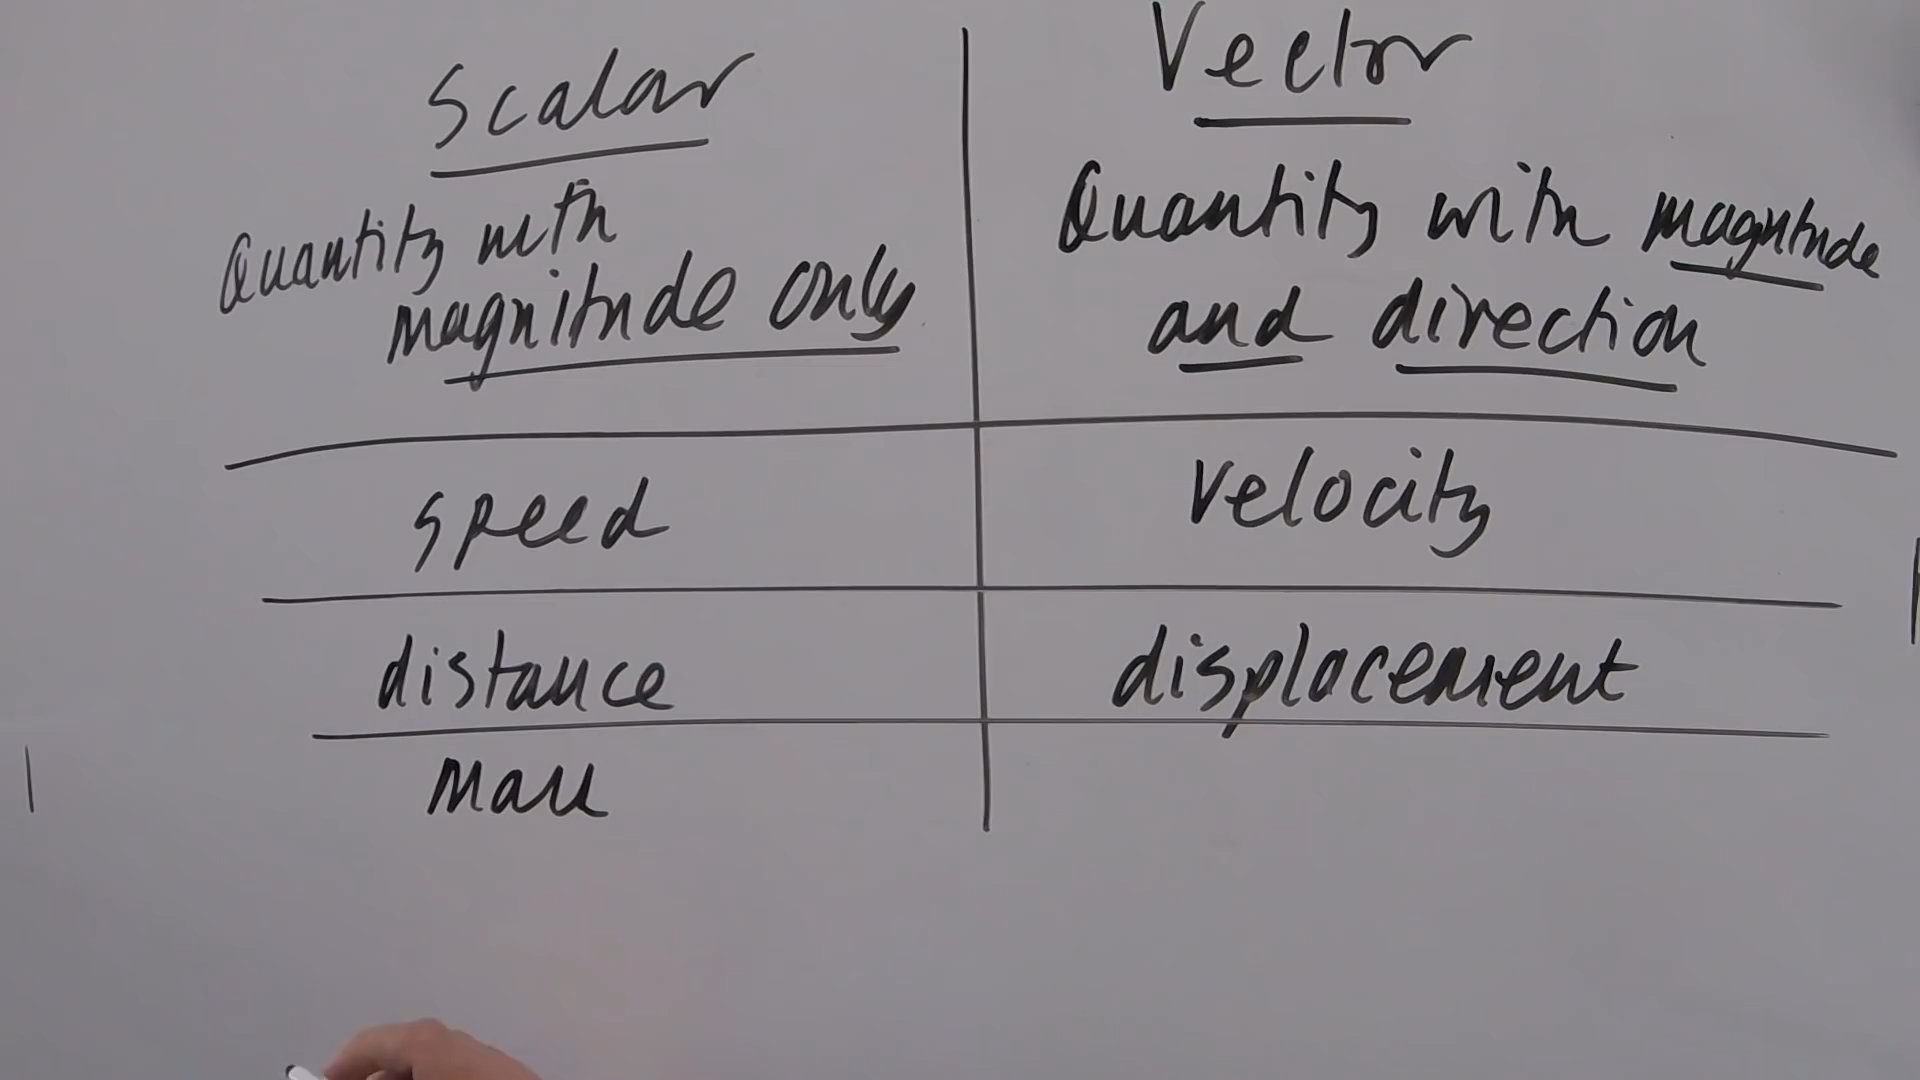 Scalar
Quantity with
magnitude only
Vector
Quantity with magnitude
and direction
speed
velocity
distance
displacement
Mass